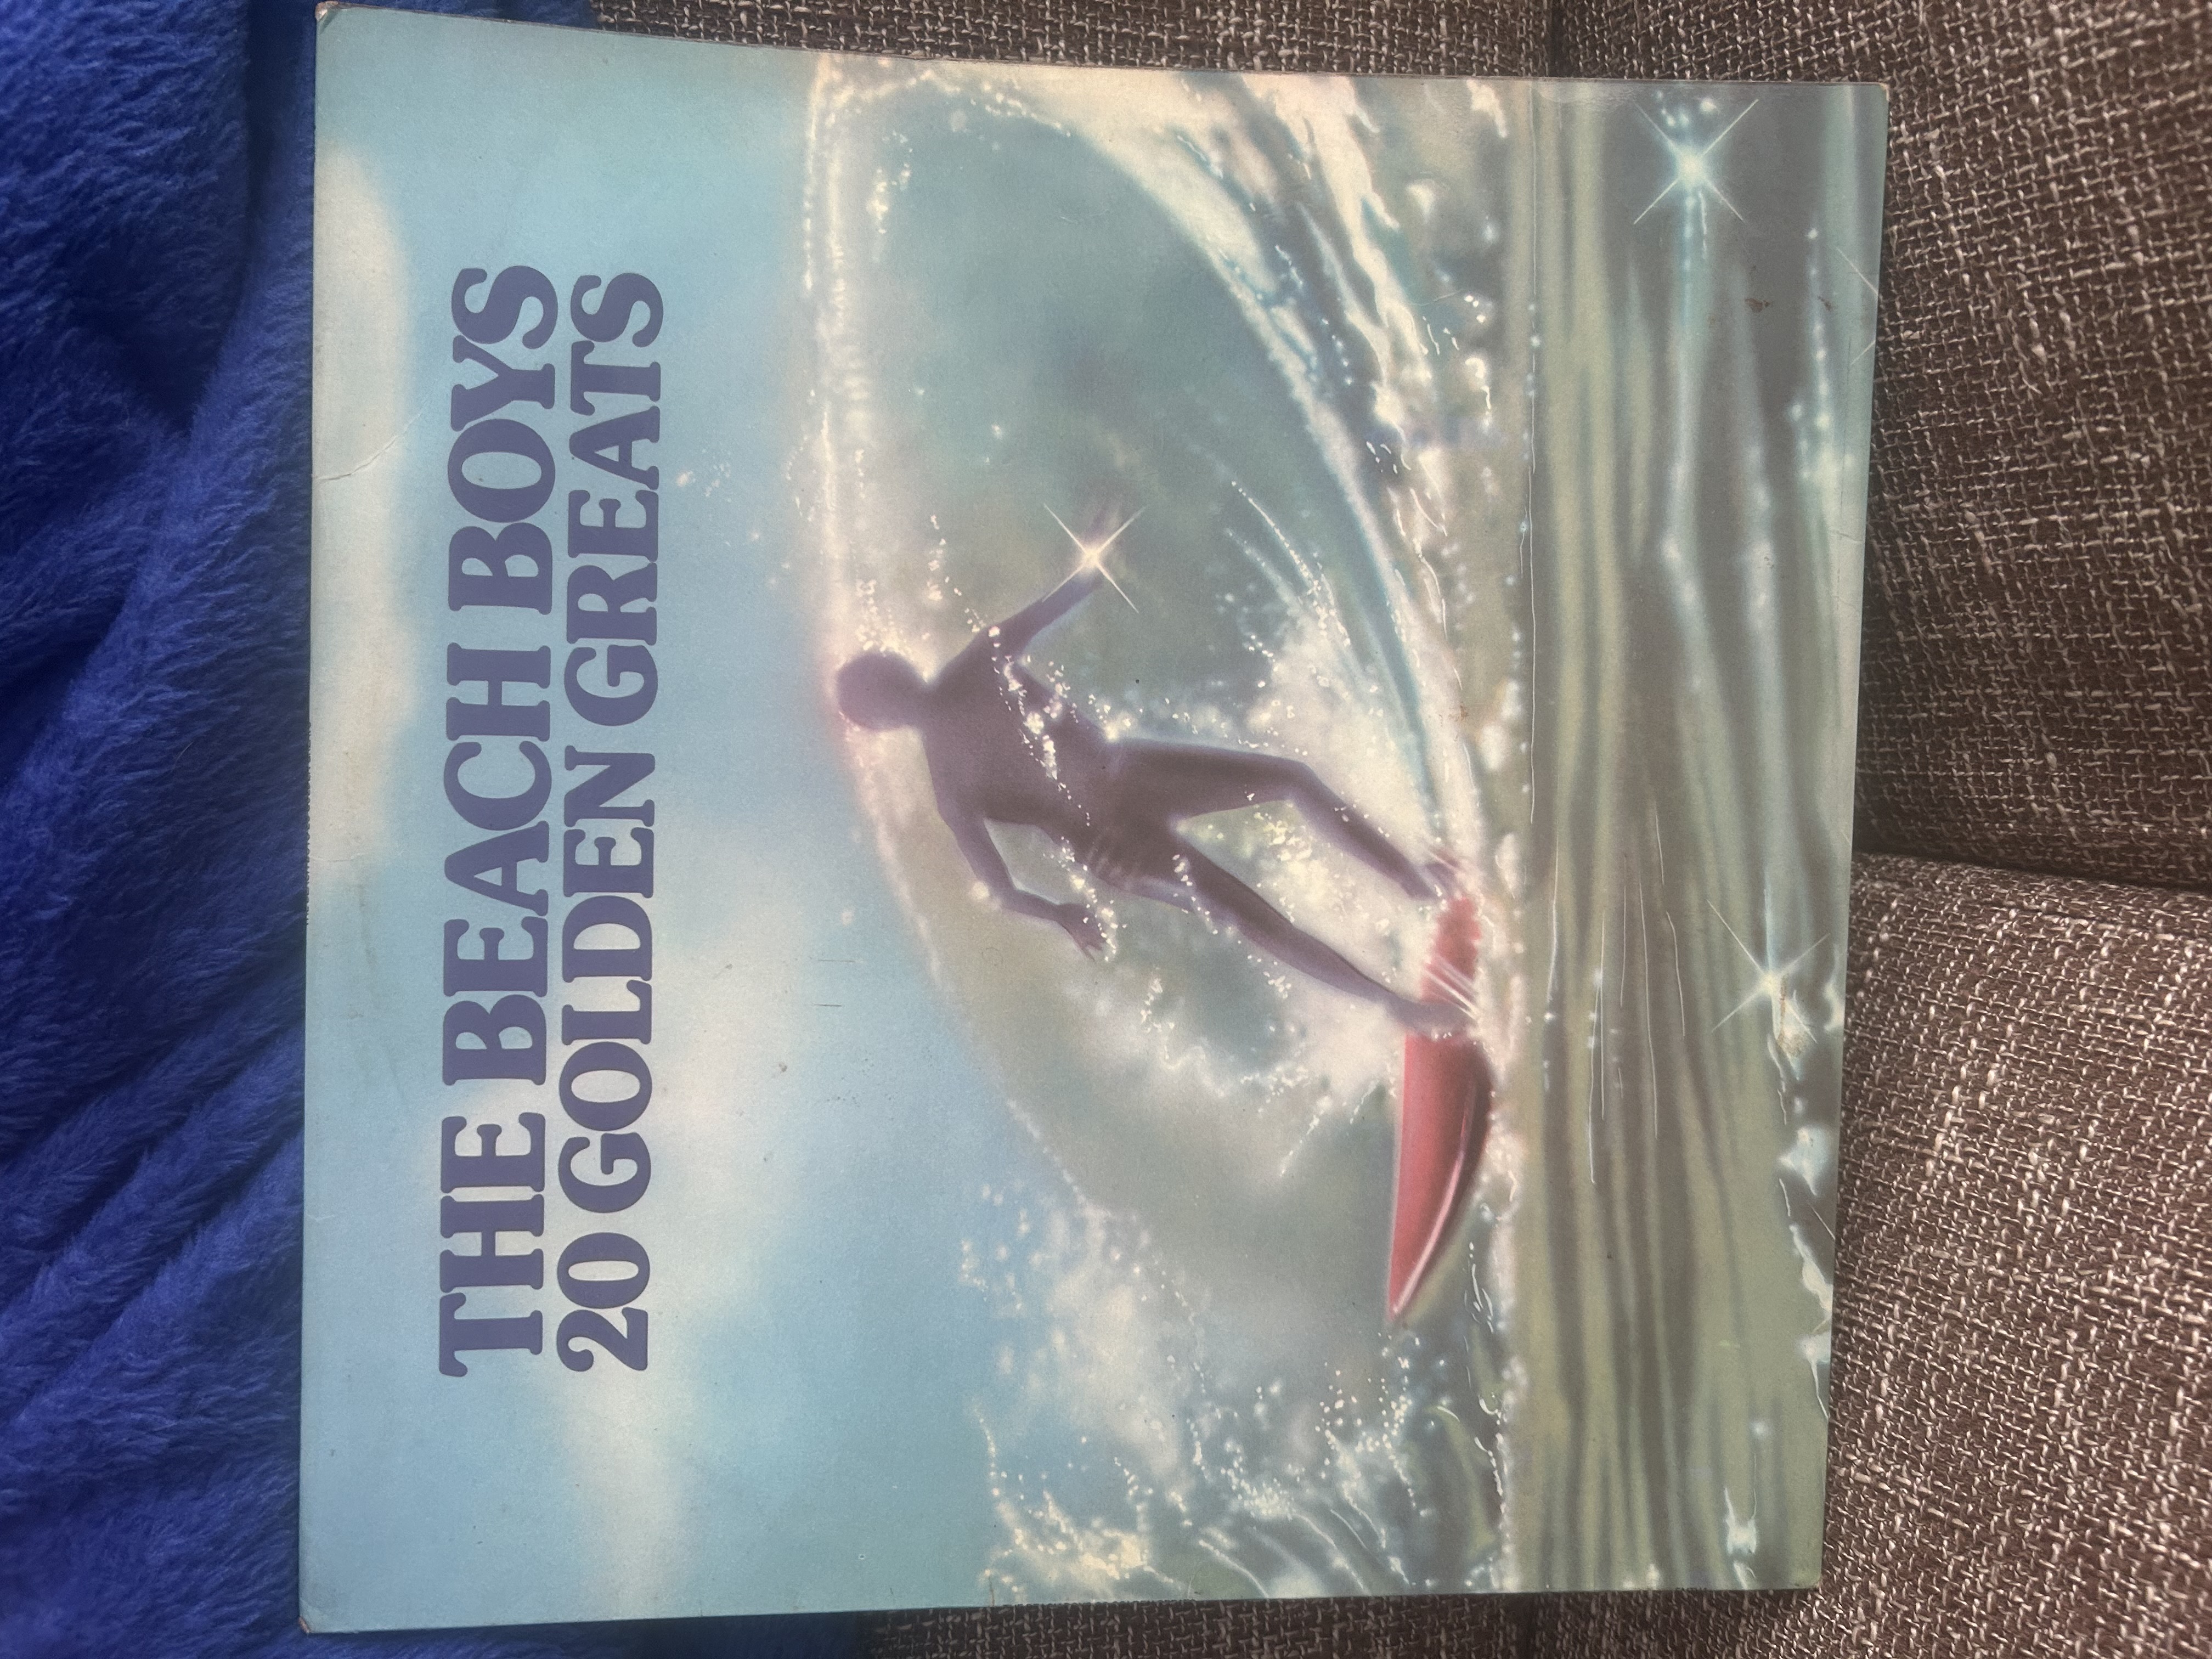 THE BEACH BOYS
20 GOLDEN GREATS